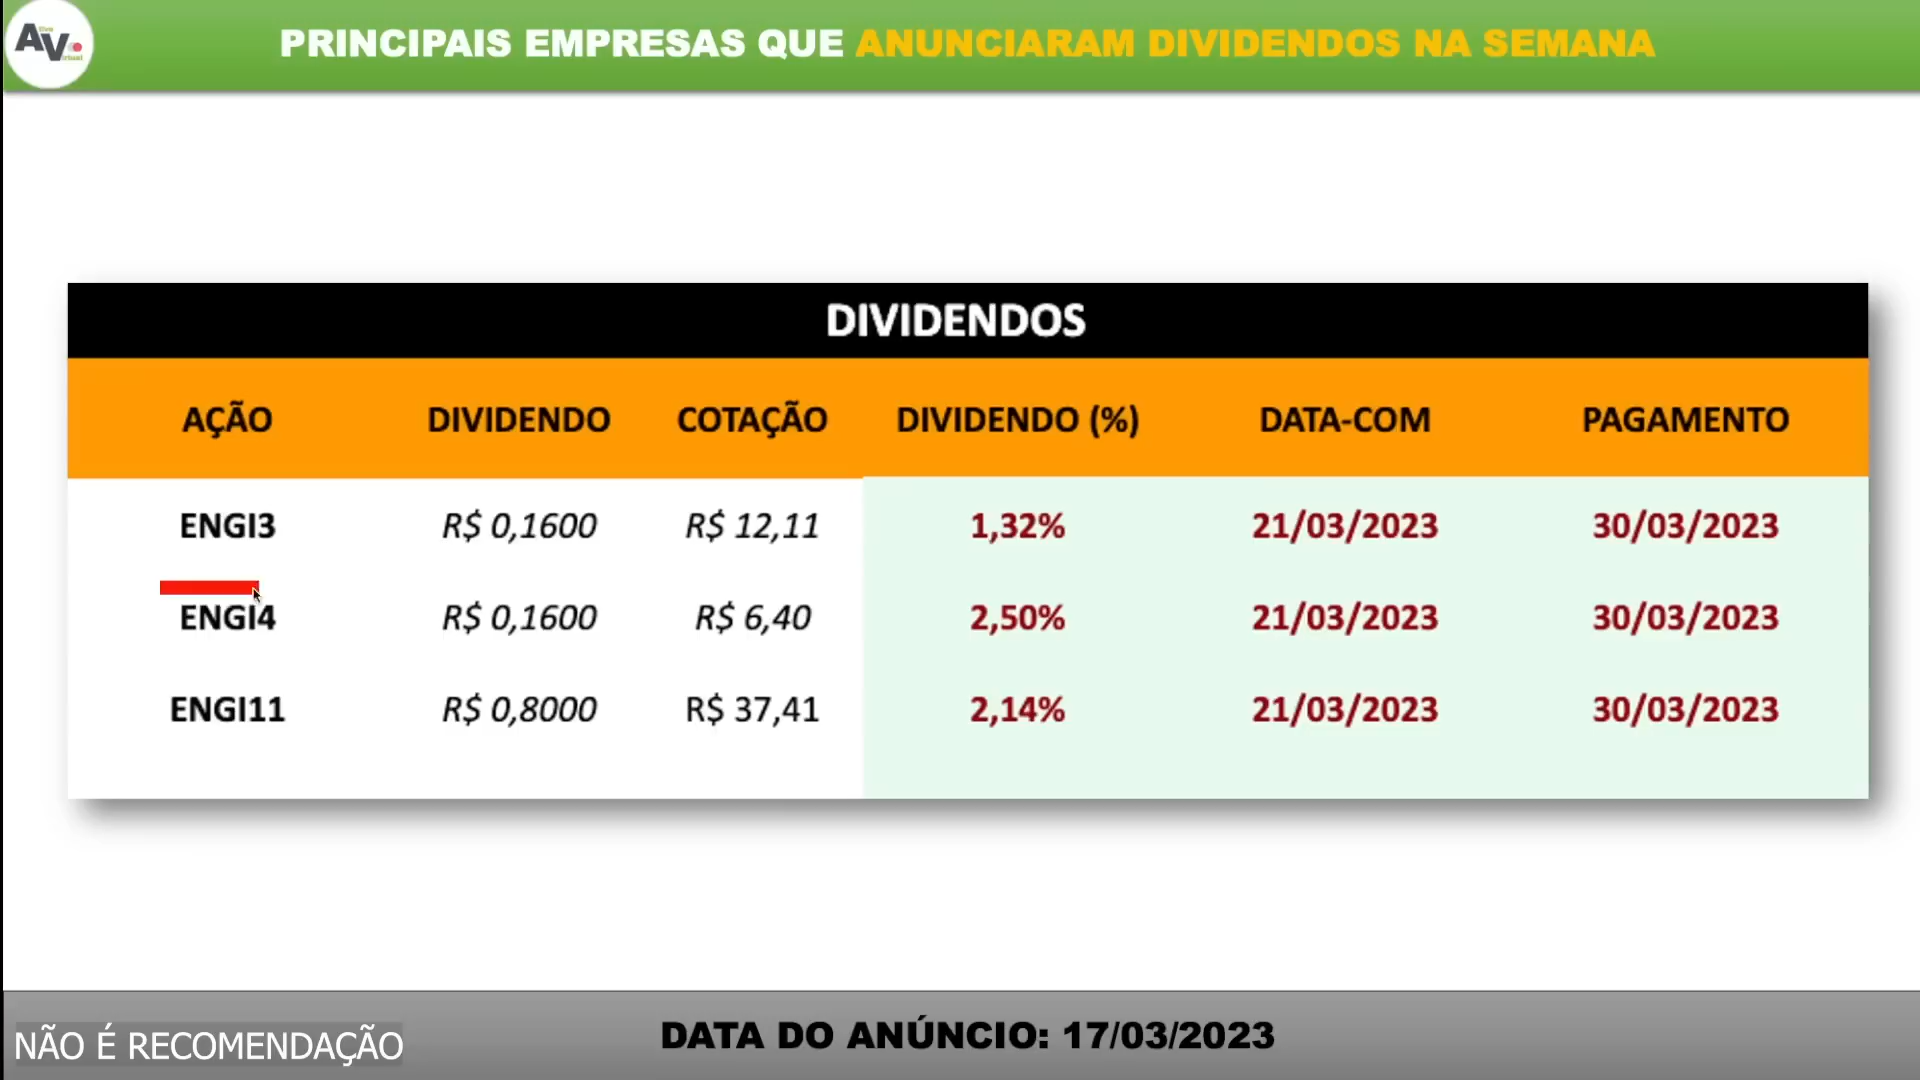 AV
PRINCIPAIS EMPRESAS QUE ANUNCIARAM DIVIDENDOS NA SEMANA
DIVIDENDOS
AÇÃO DIVIDENDO COTAÇÃO DIVIDENDO (%) DATA-COM PAGAMENTO
ENGI3 R$ 0,1600 R$ 12,11 1,32% 21/03/2023 30/03/2023
ENGI4 R$ 0,1600 R$ 6,40 2,50% 21/03/2023 30/03/2023
ENGI11 R$ 0,8000 R$ 37,41 2,14% 21/03/2023 30/03/2023
NÃO É RECOMENDAÇÃO
DATA DO ANÚNCIO: 17/03/2023